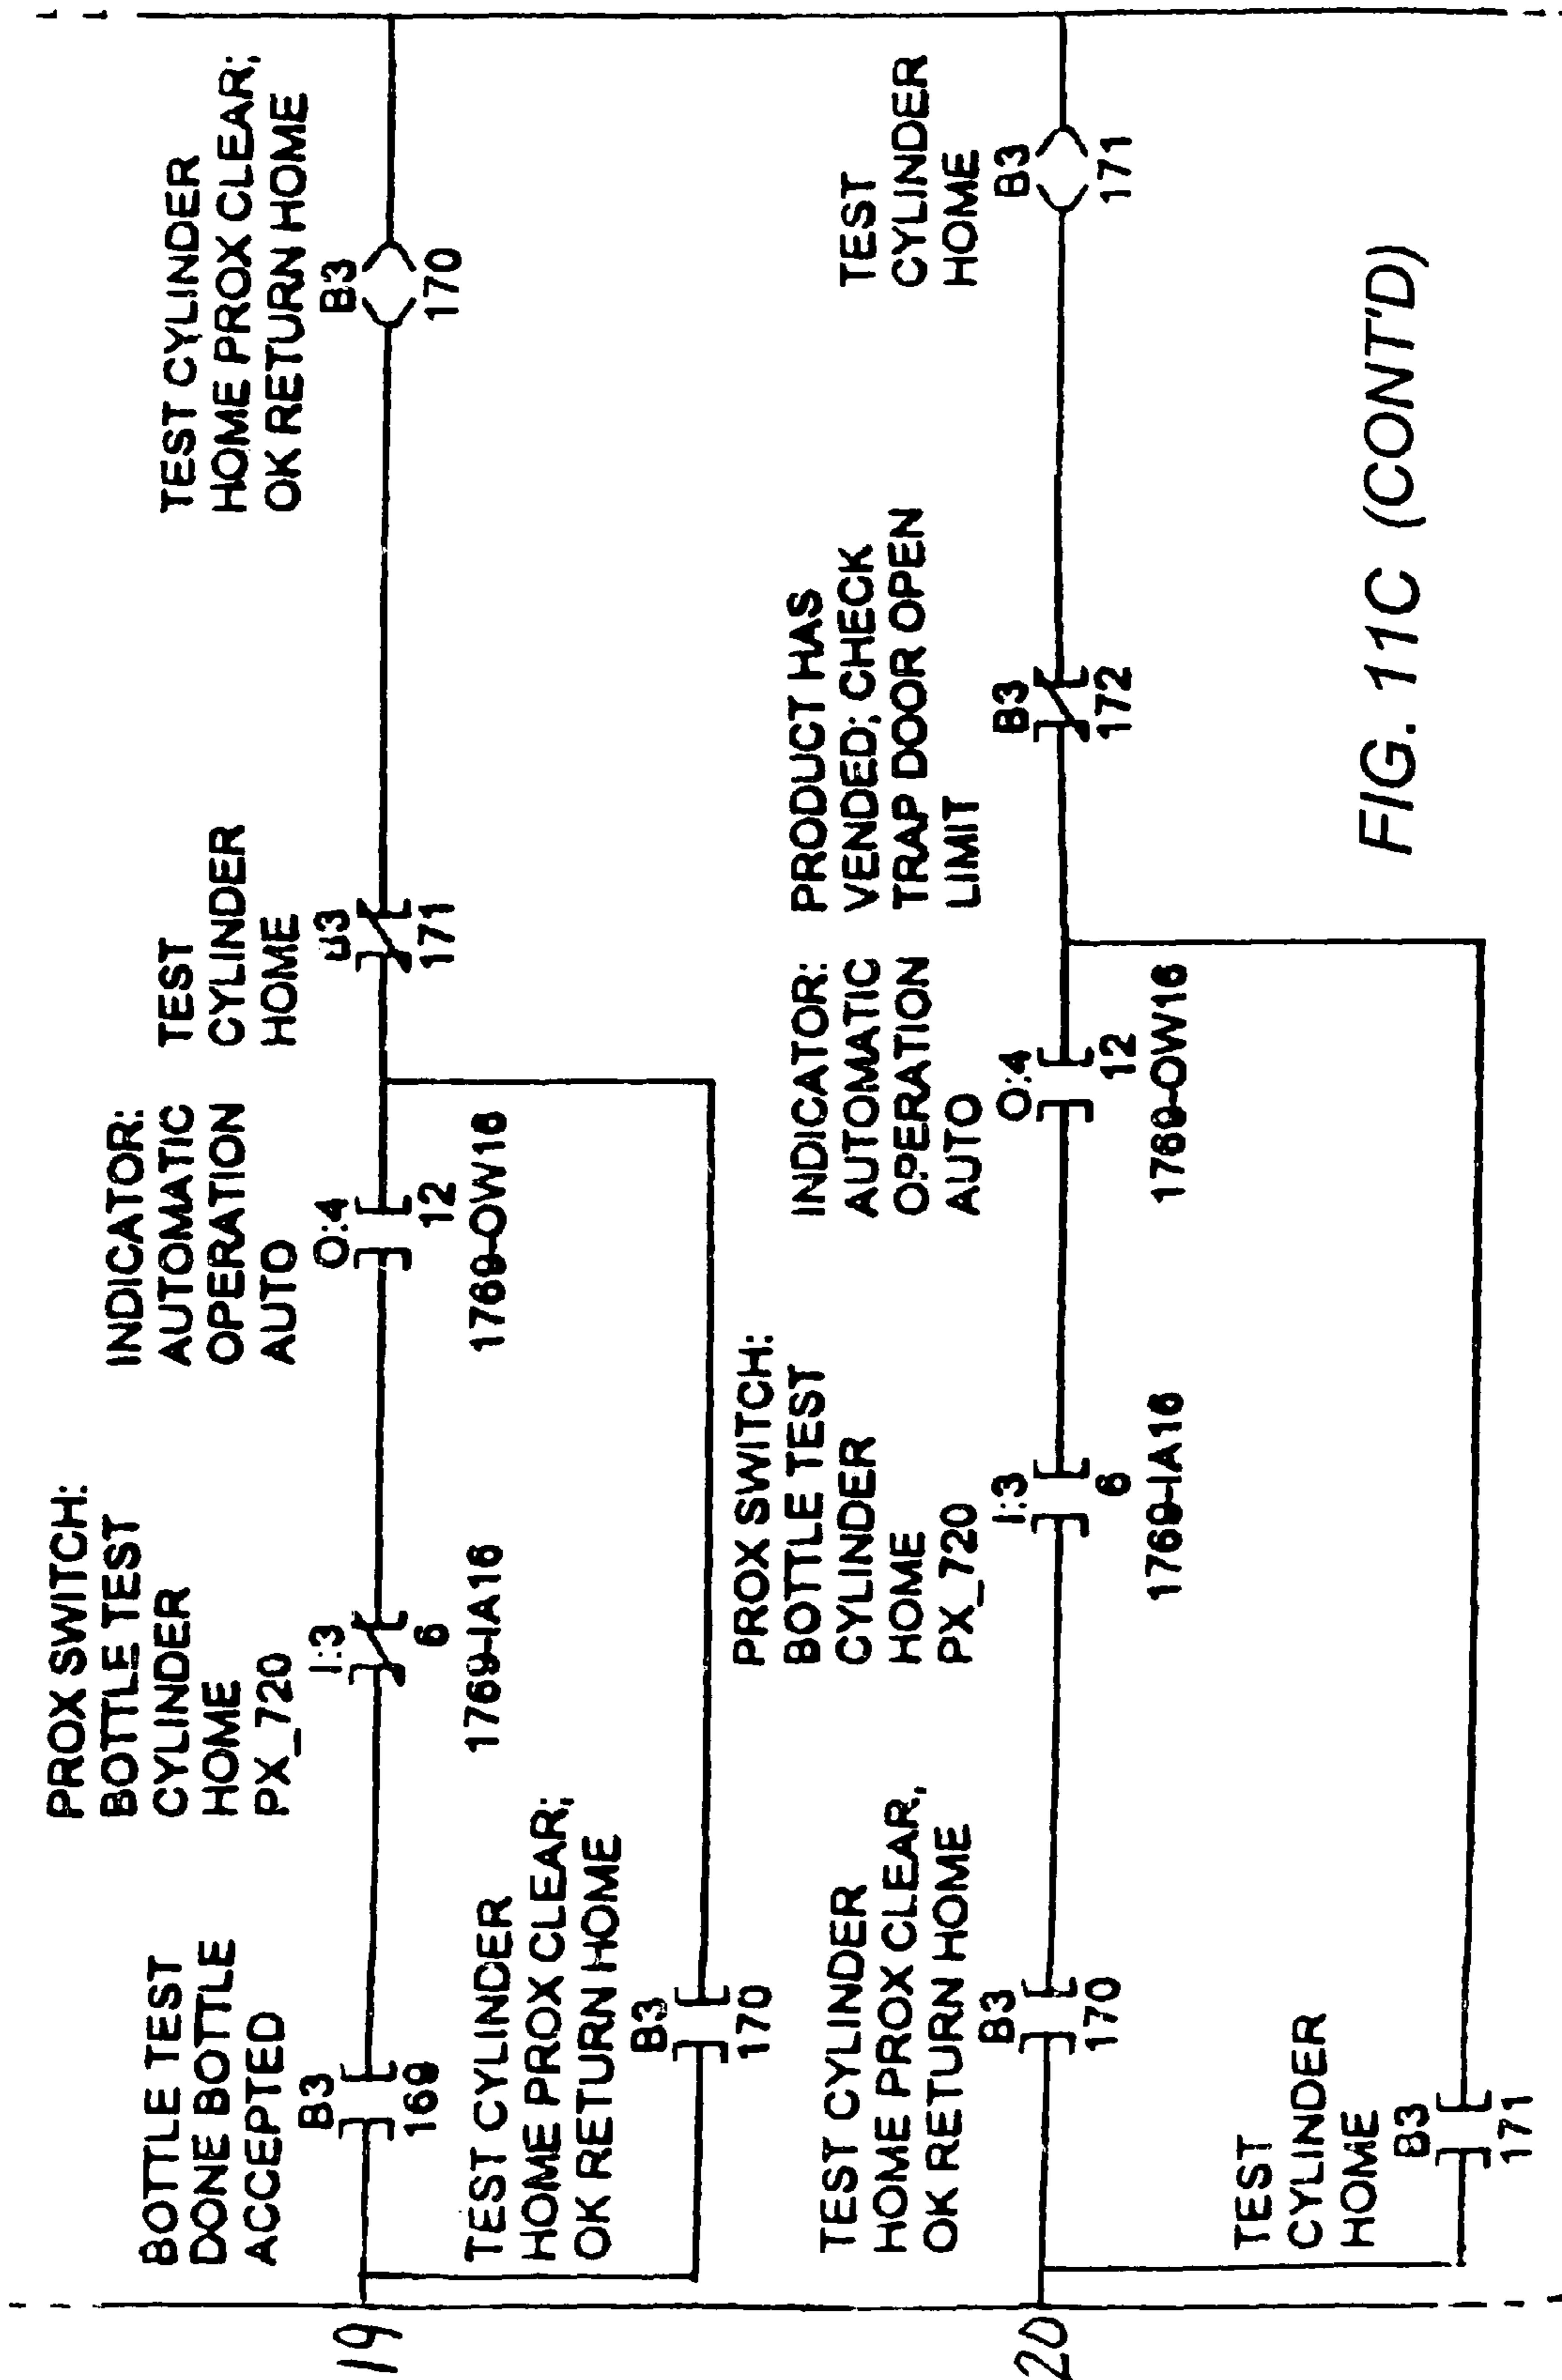 19
BOTTLE TEST
DONE BOTTLE
ACCEPTED
B3
169
PROX SWITCH:
BOTTLE TEST
CYLINDER
HOME
PX_720
I:3
6
1769-IA16
INDICATOR:
AUTOMATIC
OPERATION
AUTO
O:4
12
1769-OW16
TEST
CYLINDER
HOME
B3
171
TEST CYLINDER
HOME PROX CLEAR;
OK RETURN HOME
B3
170
TEST CYLINDER
HOME PROX CLEAR;
OK RETURN HOME
B3
170
20
TEST CYLINDER
HOME PROX CLEAR;
OK RETURN HOME
B3
170
PROX SWITCH:
BOTTLE TEST
CYLINDER
HOME
PX_720
I:3
6
1769-IA16
INDICATOR:
AUTOMATIC
OPERATION
AUTO
O:4
12
1769-OW16
PRODUCT HAS
VENDED; CHECK
TRAP DOOR OPEN
LIMIT
B3
172
TEST
CYLINDER
HOME
B3
171
TEST
CYLINDER
HOME
B3
171
FIG. 11C (CONT'D)